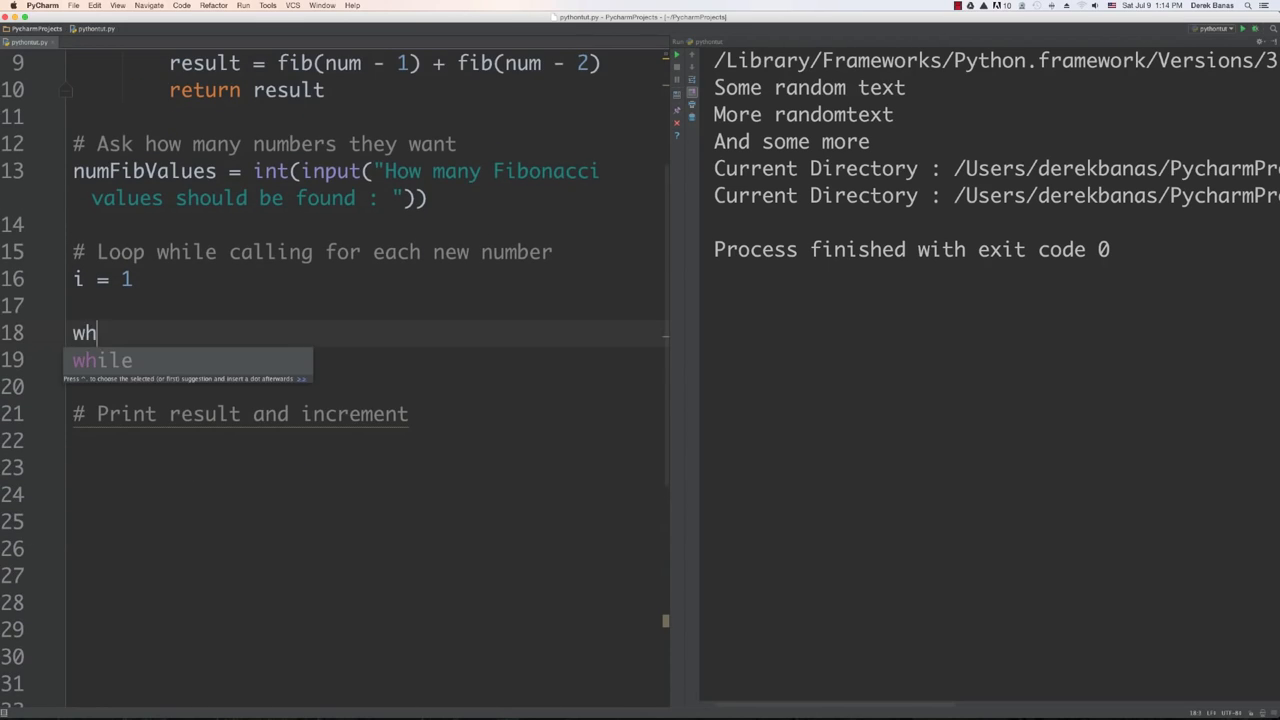 PyCharm File Edit View Navigate Code Refactor Run Tools VCS Window Help
10
Sat Jul 9 1:14 PM Derek Banas
pythontut.py - PycharmProjects - [~/PycharmProjects]
PycharmProjects pythontut.py
pythontut
pythontut.py
Run pythontut
9 result = fib(num - 1) + fib(num - 2)
10 return result
11
12 # Ask how many numbers they want
13 numFibValues = int(input("How many Fibonacci
values should be found : "))
14
15 # Loop while calling for each new number
16 i = 1
17
18 wh
19 while
Press ^. to choose the selected (or first) suggestion and insert a dot afterwards >>
20
21 # Print result and increment
22
23
24
25
26
27
28
29
30
31
/Library/Frameworks/Python.framework/Versions/3
Some random text
More randomtext
And some more
Current Directory : /Users/derekbanas/PycharmPr
Current Directory : /Users/derekbanas/PycharmPr
Process finished with exit code 0
18:3 LF÷ UTF-8÷